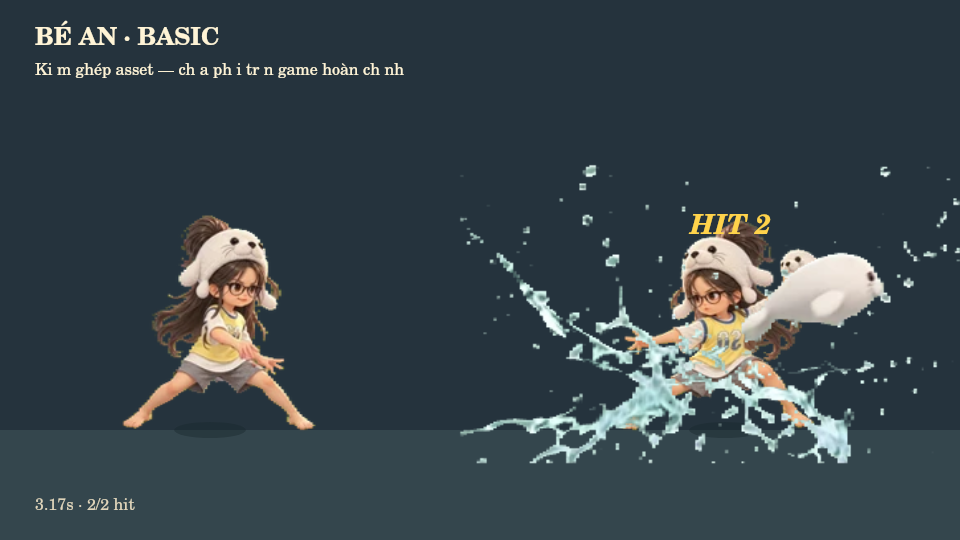 BÉ AN · BASIC
Ki m ghép asset — ch a ph i tr n game hoàn ch nh
HIT 2
02
3.17s · 2/2 hit